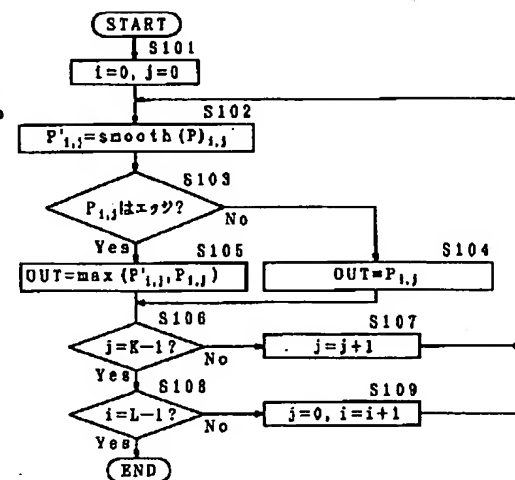 START
S101
i=0, j=0
S102
P'i,j=smooth(P)i,j
S103
Pi,jはエッジ?
No
Yes
S105
S104
OUT=max(P'i,j,Pi,j)
OUT=Pi,j
S106
S107
j=K-1?
No
j=j+1
Yes
S108
S109
i=L-1?
No
j=0, i=i+1
Yes
END